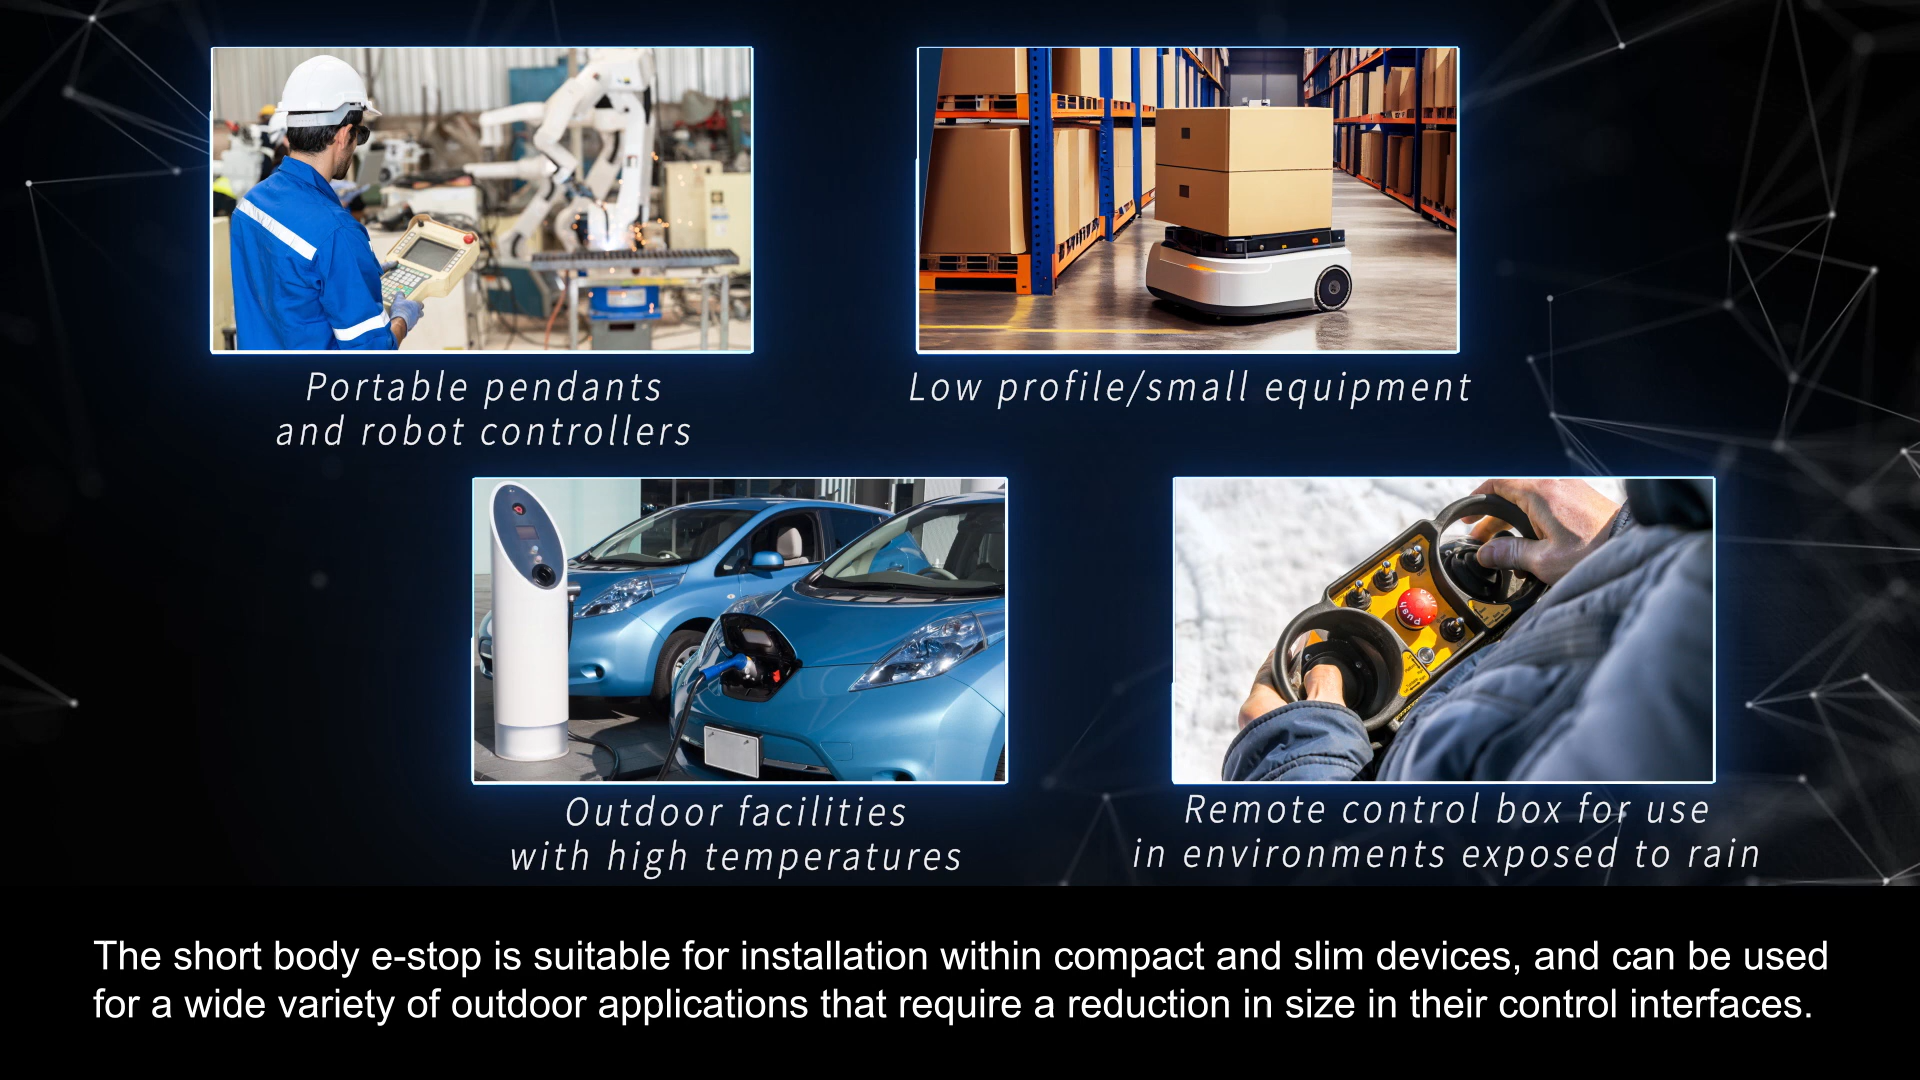 Portable pendants
and robot controllers
Low profile/small equipment
push
Outdoor facilities
with high temperatures
Remote control box for use
in environments exposed to rain
The short body e-stop is suitable for installation within compact and slim devices, and can be used
for a wide variety of outdoor applications that require a reduction in size in their control interfaces.